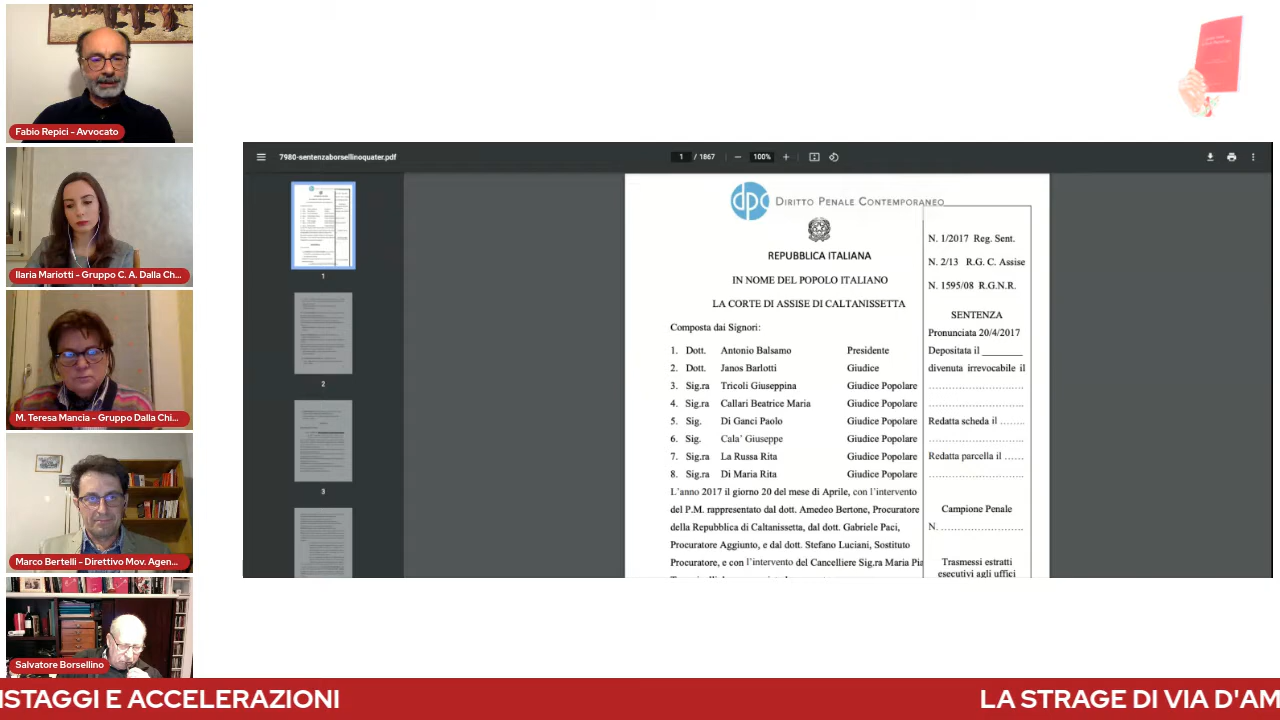 Fabio Repici - Avvocato
Ilaria Mariotti - Gruppo C. A. Dalla Ch...
M. Teresa Mancia - Gruppo Dalla Chi...
Marco Bertelli - Direttivo Mov. Agen...
Salvatore Borsellino
7980-sentenzaborsellinoquater.pdf
1 / 1867
100%
1
2
3
dpc DIRITTO PENALE CONTEMPORANEO
REPUBBLICA ITALIANA
IN NOME DEL POPOLO ITALIANO
LA CORTE DI ASSISE DI CALTANISSETTA
Composta dai Signori:
1. Dott. Antonio Balsamo Presidente
2. Dott. Janos Barlotti Giudice
3. Sig.ra Tricoli Giuseppina Giudice Popolare
4. Sig.ra Callari Beatrice Maria Giudice Popolare
5. Sig. Di Ganci Paolo Giudice Popolare
6. Sig. Cala' Giuseppe Giudice Popolare
7. Sig.ra La Russa Rita Giudice Popolare
8. Sig.ra Di Maria Rita Giudice Popolare
L'anno 2017 il giorno 20 del mese di Aprile, con l'intervento
del P.M. rappresentato dal dott. Amedeo Bertone, Procuratore
della Repubblica di Caltanissetta, dal dott. Gabriele Paci,
Procuratore Aggiunto, e dal dott. Stefano Luciani, Sostituto
Procuratore, e con l'intervento del Cancelliere Sig.ra Maria Pia
N. 1/2017 Reg. Sent.
N. 2/13 R.G. C. Assise
N. 1595/08 R.G.N.R.
SENTENZA
Pronunciata 20/4/2017
Depositata il ________
divenuta irrevocabile il
..............................
Redatta scheda il ........
..............................
Redatta parcella il ......
..............................
Campione Penale
N. ..........................
Trasmessi estratti
esecutivi agli uffici
ISTAGGI E ACCELERAZIONI
LA STRAGE DI VIA D'AM